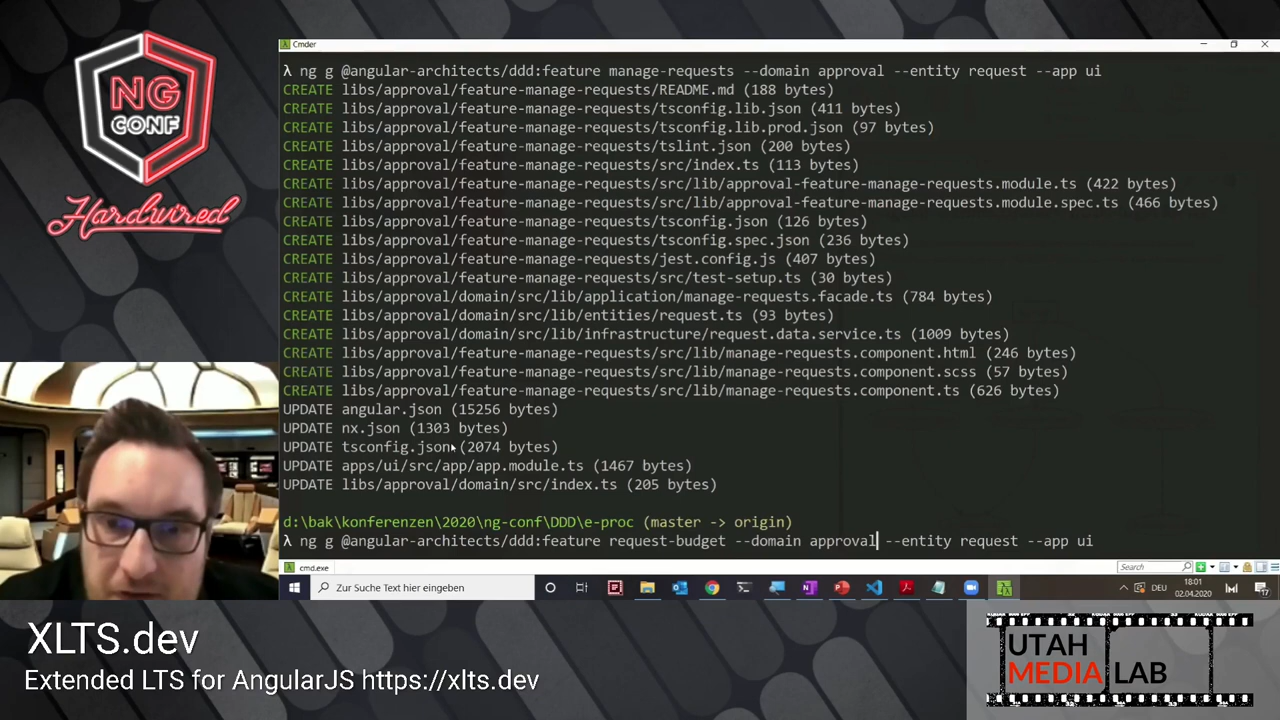 NG
CONF
Hardwired
Cmder
λ ng g @angular-architects/ddd:feature manage-requests --domain approval --entity request --app ui
CREATE libs/approval/feature-manage-requests/README.md (188 bytes)
CREATE libs/approval/feature-manage-requests/tsconfig.lib.json (411 bytes)
CREATE libs/approval/feature-manage-requests/tsconfig.lib.prod.json (97 bytes)
CREATE libs/approval/feature-manage-requests/tslint.json (200 bytes)
CREATE libs/approval/feature-manage-requests/src/index.ts (113 bytes)
CREATE libs/approval/feature-manage-requests/src/lib/approval-feature-manage-requests.module.ts (422 bytes)
CREATE libs/approval/feature-manage-requests/src/lib/approval-feature-manage-requests.module.spec.ts (466 bytes)
CREATE libs/approval/feature-manage-requests/tsconfig.json (126 bytes)
CREATE libs/approval/feature-manage-requests/tsconfig.spec.json (236 bytes)
CREATE libs/approval/feature-manage-requests/jest.config.js (407 bytes)
CREATE libs/approval/feature-manage-requests/src/test-setup.ts (30 bytes)
CREATE libs/approval/domain/src/lib/application/manage-requests.facade.ts (784 bytes)
CREATE libs/approval/domain/src/lib/entities/request.ts (93 bytes)
CREATE libs/approval/domain/src/lib/infrastructure/request.data.service.ts (1009 bytes)
CREATE libs/approval/feature-manage-requests/src/lib/manage-requests.component.html (246 bytes)
CREATE libs/approval/feature-manage-requests/src/lib/manage-requests.component.scss (57 bytes)
CREATE libs/approval/feature-manage-requests/src/lib/manage-requests.component.ts (626 bytes)
UPDATE angular.json (15256 bytes)
UPDATE nx.json (1303 bytes)
UPDATE tsconfig.json (2074 bytes)
UPDATE apps/ui/src/app/app.module.ts (1467 bytes)
UPDATE libs/approval/domain/src/index.ts (205 bytes)
d:\bak\konferenzen\2020\ng-conf\DDD\e-proc (master -> origin)
λ ng g @angular-architects/ddd:feature request-budget --domain approval --entity request --app ui
cmd.exe
Search
Zur Suche Text hier eingeben
DEU
18:01
02.04.2020
17
XLTS.dev
Extended LTS for AngularJS https://xlts.dev
UTAH
MEDIA LAB